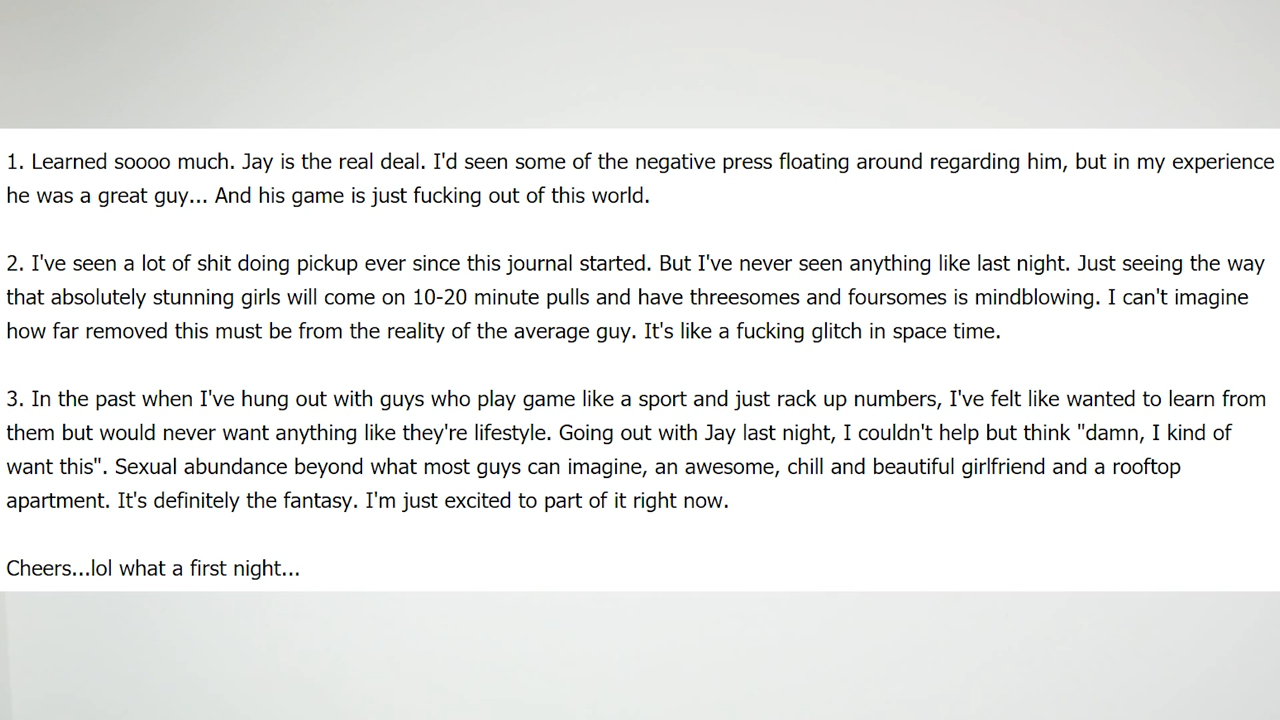 1. Learned soooo much. Jay is the real deal. I'd seen some of the negative press floating around regarding him, but in my experience
he was a great guy... And his game is just fucking out of this world.
2. I've seen a lot of shit doing pickup ever since this journal started. But I've never seen anything like last night. Just seeing the way
that absolutely stunning girls will come on 10-20 minute pulls and have threesomes and foursomes is mindblowing. I can't imagine
how far removed this must be from the reality of the average guy. It's like a fucking glitch in space time.
3. In the past when I've hung out with guys who play game like a sport and just rack up numbers, I've felt like wanted to learn from
them but would never want anything like they're lifestyle. Going out with Jay last night, I couldn't help but think "damn, I kind of
want this". Sexual abundance beyond what most guys can imagine, an awesome, chill and beautiful girlfriend and a rooftop
apartment. It's definitely the fantasy. I'm just excited to part of it right now.
Cheers...lol what a first night...